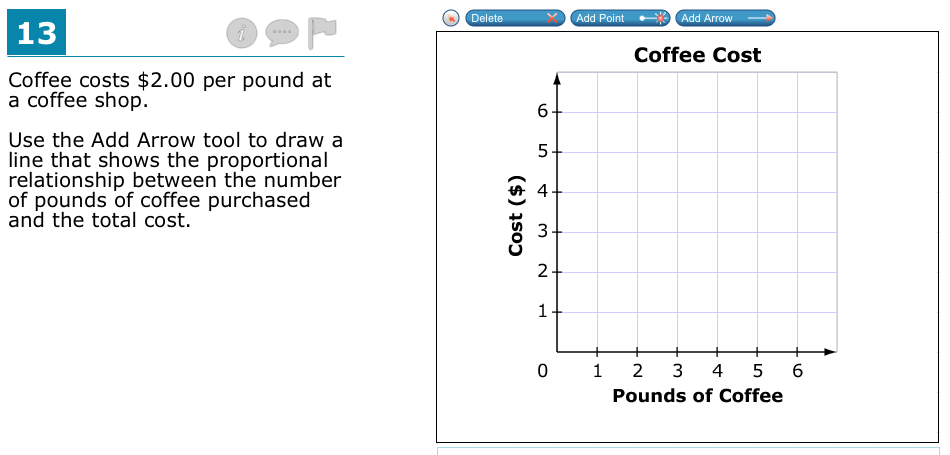 13
i
Coffee costs $2.00 per pound at
a coffee shop.
Use the Add Arrow tool to draw a
line that shows the proportional
relationship between the number
of pounds of coffee purchased
and the total cost.
Delete
Add Point
Add Arrow
Coffee Cost
Cost ($)
6
5
4
3
2
1
0 1 2 3 4 5 6
Pounds of Coffee